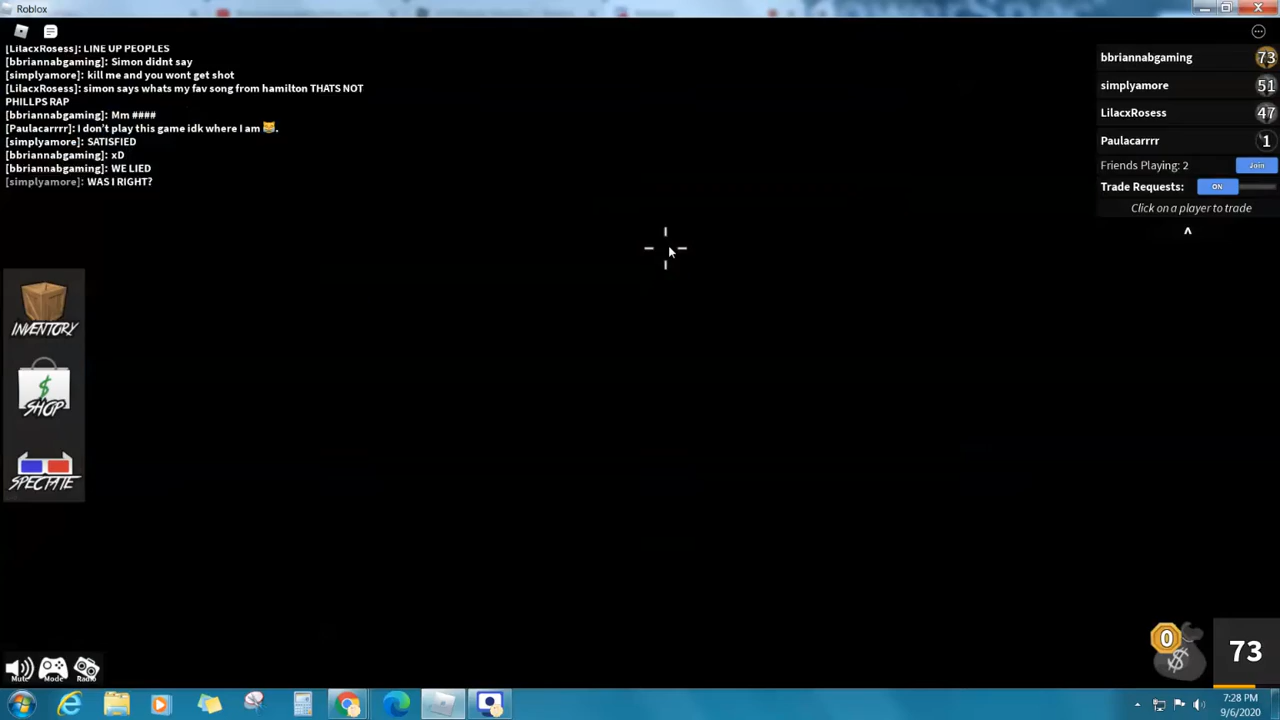 Roblox
[LilacxRosess]: LINE UP PEOPLES
[bbriannabgaming]: Simon didnt say
[simplyamore]: kill me and you wont get shot
[LilacxRosess]: simon says whats my fav song from hamilton THATS NOT
PHILLPS RAP
[bbriannabgaming]: Mm ####
[Paulacarrrr]: I don't play this game idk where I am 😹.
[simplyamore]: SATISFIED
[bbriannabgaming]: xD
[bbriannabgaming]: WE LIED
[simplyamore]: WAS I RIGHT?
bbriannabgaming 73
simplyamore 51
LilacxRosess 47
Paulacarrrr 1
Friends Playing: 2 Join
Trade Requests: ON
Click on a player to trade
^
INVENTORY
$
SHOP
SPECTATE
Mute Mode Radio
0
$
73
7:28 PM
9/6/2020